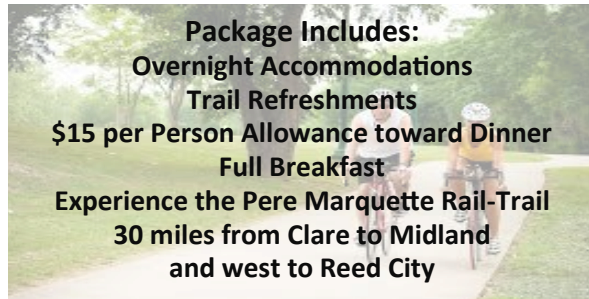 Package Includes:
Overnight Accommodations
Trail Refreshments
$15 per Person Allowance toward Dinner
Full Breakfast
Experience the Pere Marquette Rail-Trail
30 miles from Clare to Midland
and west to Reed City